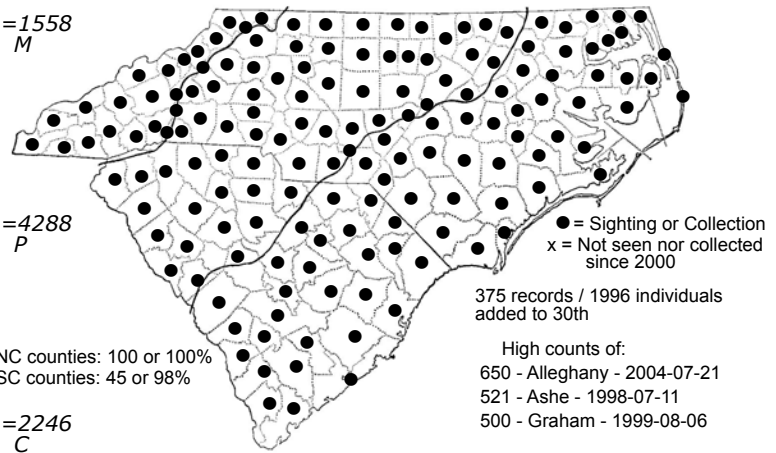 =1558
M
=4288
P
● = Sighting or Collection
x = Not seen nor collected
since 2000
375 records / 1996 individuals
added to 30th
NC counties: 100 or 100%
SC counties: 45 or 98%
High counts of:
650 - Alleghany - 2004-07-21
521 - Ashe - 1998-07-11
500 - Graham - 1999-08-06
=2246
C